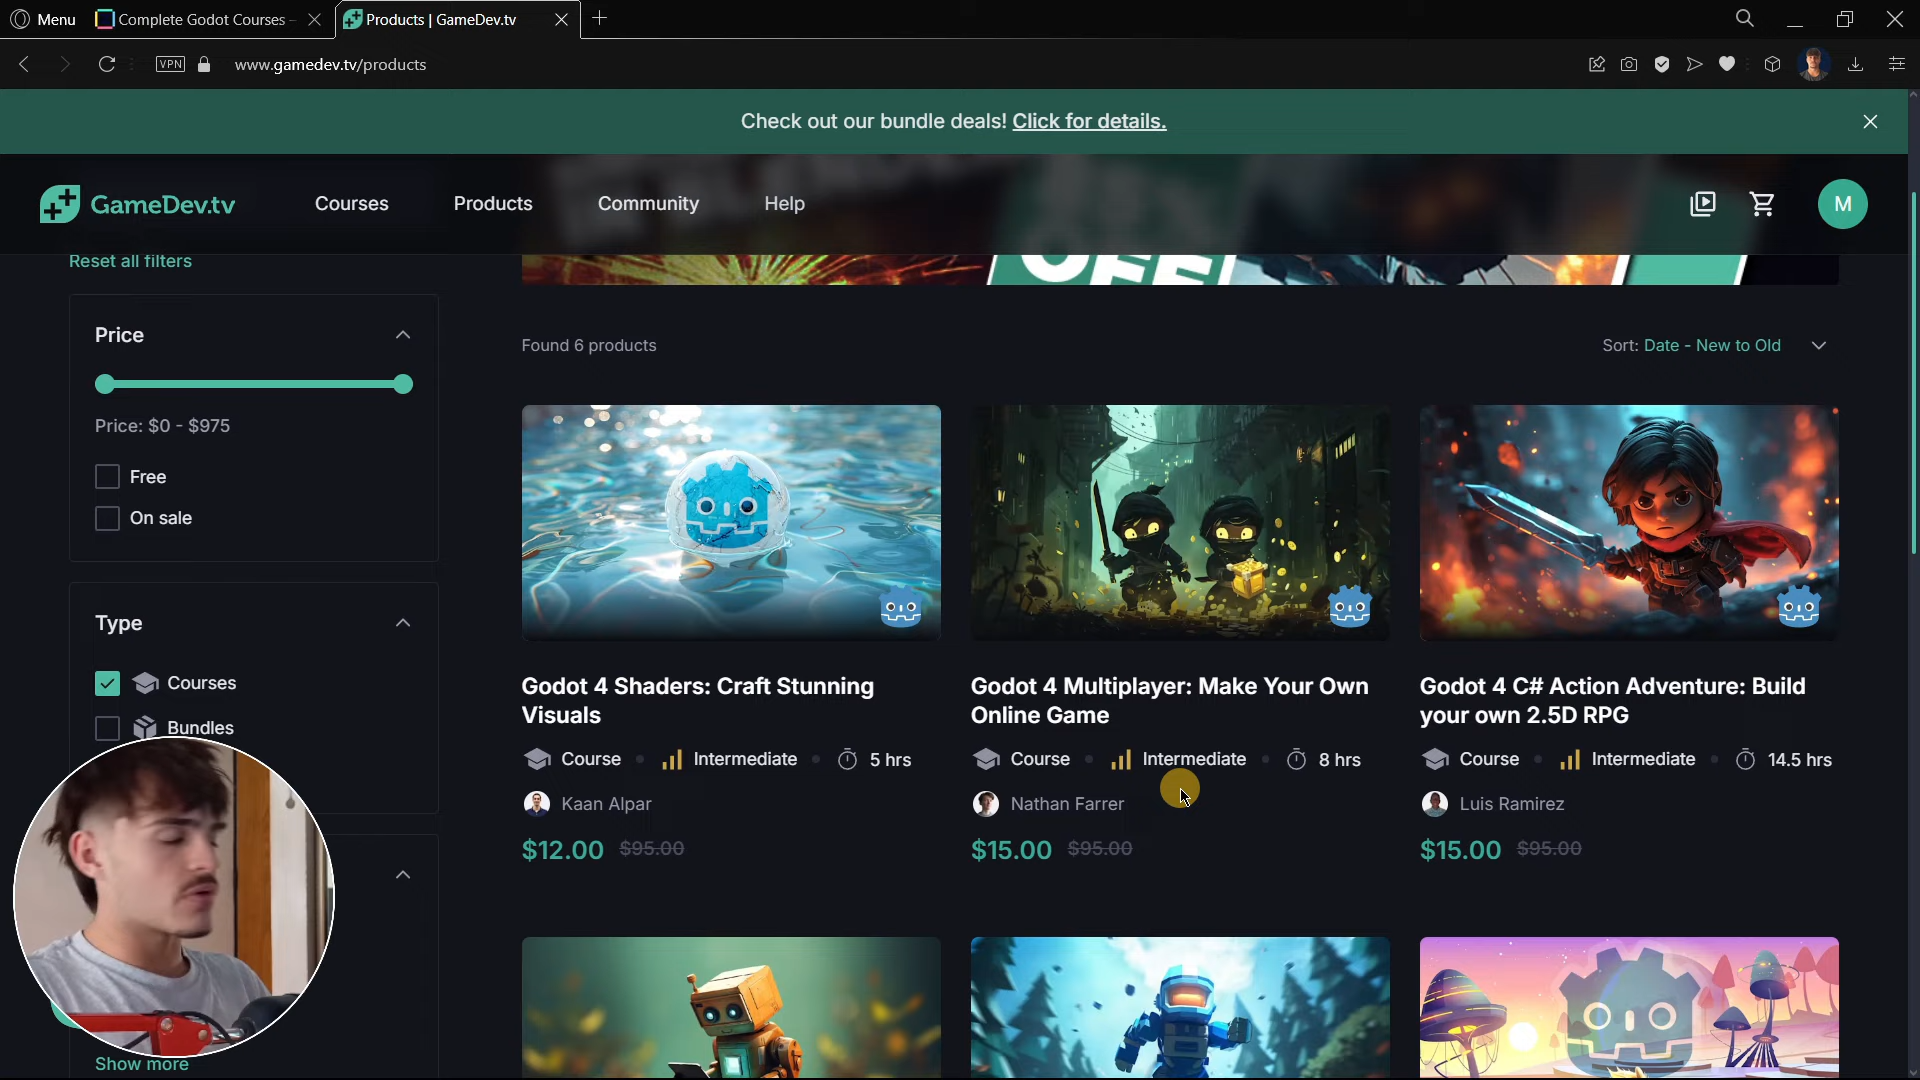 Menu
Complete Godot Courses –
Products | GameDev.tv
VPN
www.gamedev.tv/products
Check out our bundle deals! Click for details.
GameDev.tv
Courses
Products
Community
Help
M
Reset all filters
OFF
Price
Price: $0 - $975
Free
On sale
Type
Courses
Bundles
Show more
Found 6 products
Sort: Date - New to Old
Godot 4 Shaders: Craft Stunning
Visuals
Course
Intermediate
5 hrs
Kaan Alpar
$12.00 $95.00
Godot 4 Multiplayer: Make Your Own
Online Game
Course
Intermediate
8 hrs
Nathan Farrer
$15.00 $95.00
Godot 4 C# Action Adventure: Build
your own 2.5D RPG
Course
Intermediate
14.5 hrs
Luis Ramirez
$15.00 $95.00